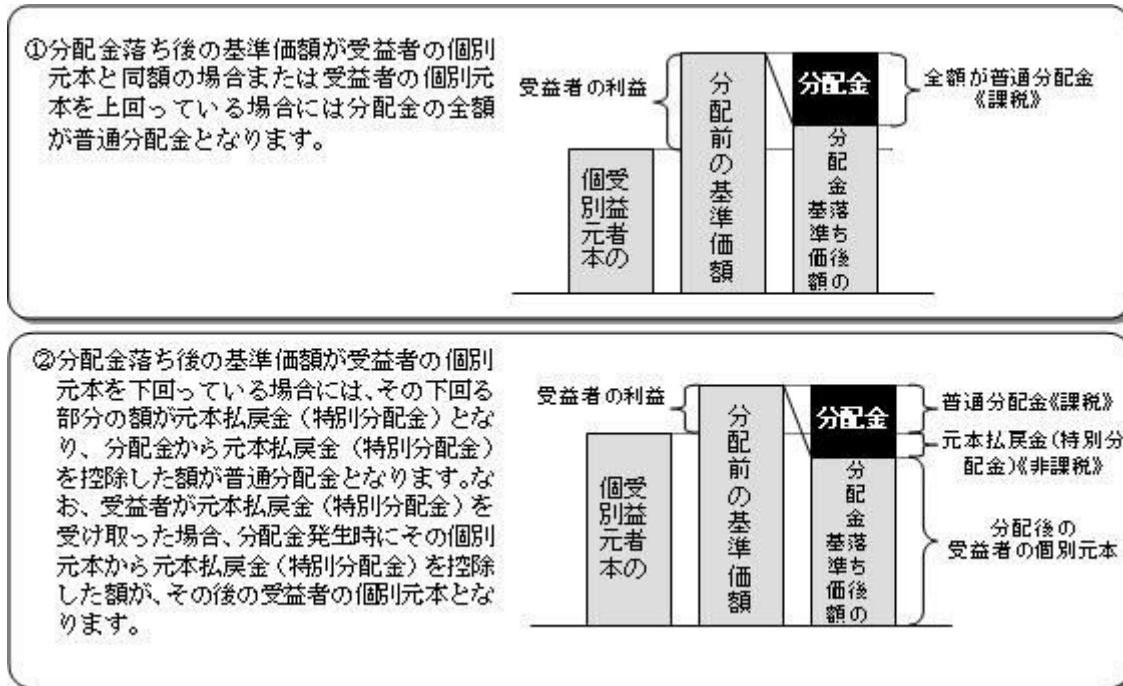 ①分配金落ち後の基準価額が受益者の個別
元本と同額の場合または受益者の個別元
本を上回っている場合には分配金の全額
が普通分配金となります。
受益者の利益
受益者の
個別元本
分配前の基準価額
分配金
分配金落ち後の
基準価額
全額が普通分配金
《課税》
②分配金落ち後の基準価額が受益者の個別
元本を下回っている場合には、その下回る
部分の額が元本払戻金(特別分配金)とな
り、分配金から元本払戻金(特別分配金)
を控除した額が普通分配金となります。な
お、受益者が元本払戻金(特別分配金)を
受け取った場合、分配金発生時にその個別
元本から元本払戻金(特別分配金)を控除
した額が、その後の受益者の個別元本とな
ります。
受益者の利益
受益者の
個別元本
分配前の基準価額
分配金
分配金落ち後の
基準価額
普通分配金《課税》
元本払戻金(特別分
配金)《非課税》
分配後の
受益者の個別元本